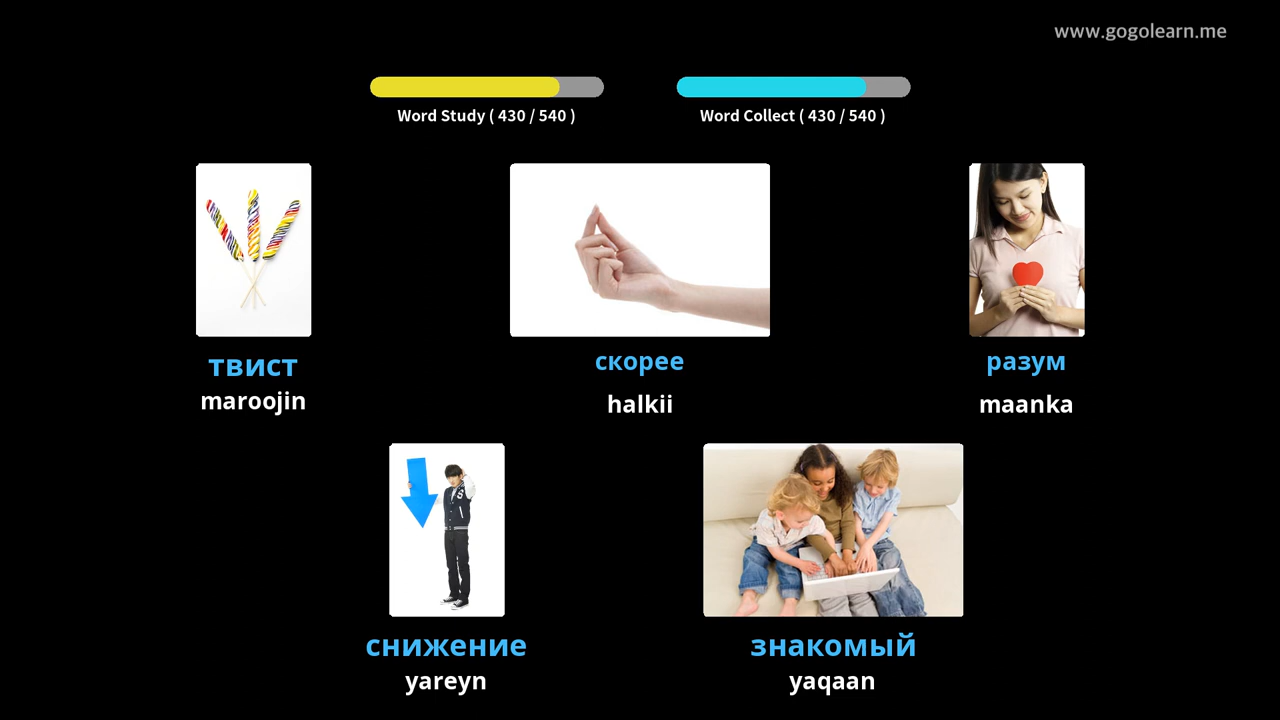 www.gogolearn.me
Word Study ( 430 / 540 )
Word Collect ( 430 / 540 )
твист
maroojin
скорее
halkii
разум
maanka
снижение
yareyn
знакомый
yaqaan